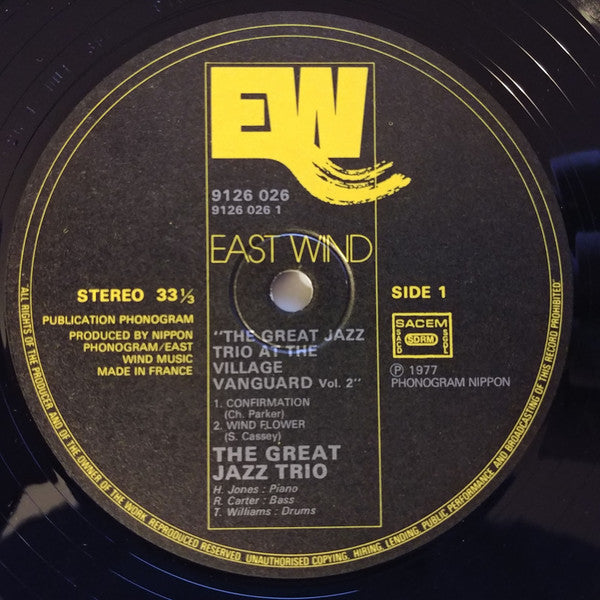 EW
9126 026
9126 026 1
EAST WIND
STEREO 33 ⅓
PUBLICATION PHONOGRAM
PRODUCED BY NIPPON
PHONOGRAM/EAST
WIND MUSIC
MADE IN FRANCE
SIDE 1
SACEM
SACD
SDRM
SGDL
Ⓟ 1977
PHONOGRAM NIPPON
"THE GREAT JAZZ
TRIO AT THE
VILLAGE
VANGUARD Vol. 2"
1. CONFIRMATION
(Ch. Parker)
2. WIND FLOWER
(S. Cassey)
THE GREAT
JAZZ TRIO
H. Jones : Piano
R. Carter : Bass
T. Williams : Drums
"ALL RIGHTS OF THE PRODUCER AND OF THE OWNER OF THE WORK REPRODUCED RESERVED. UNAUTHORISED COPYING, HIRING, LENDING, PUBLIC PERFORMANCE AND BROADCASTING OF THIS RECORD PROHIBITED"